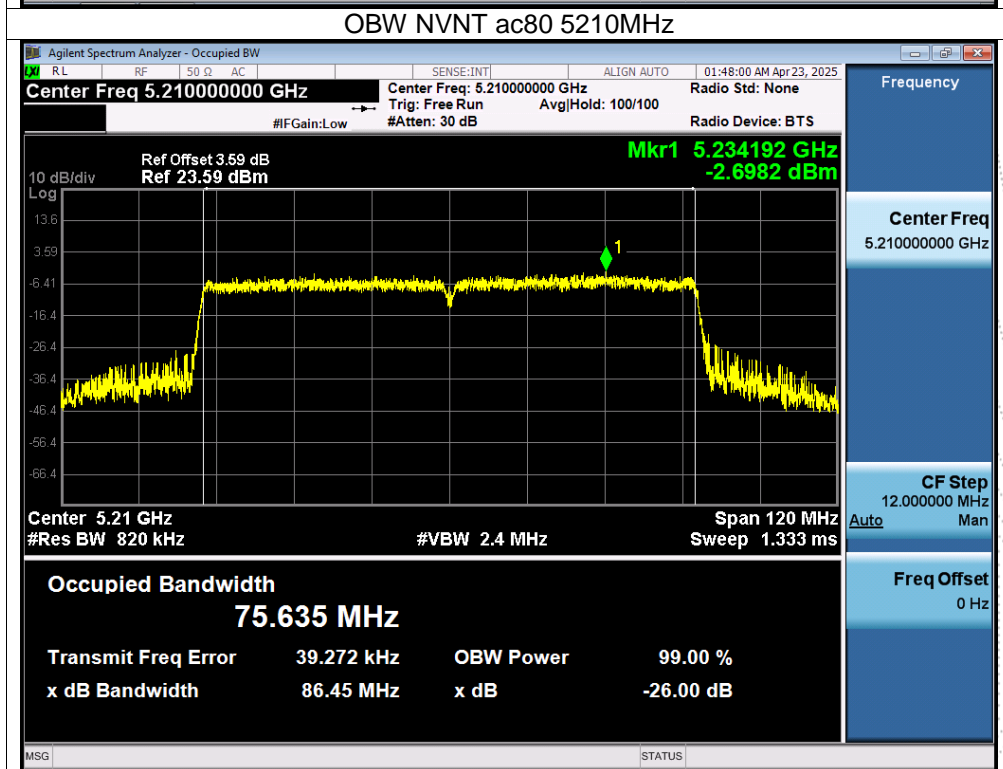 OBW NVNT ac80 5210MHz
Agilent Spectrum Analyzer - Occupied BW
LXI RL RF 50 Ω AC SENSE:INT ALIGN AUTO 01:48:00 AM Apr 23, 2025
Center Freq 5.210000000 GHz
#IFGain:Low
Center Freq: 5.210000000 GHz
Trig: Free Run Avg|Hold: 100/100
#Atten: 30 dB
Radio Std: None
Radio Device: BTS
Frequency
Mkr1 5.234192 GHz
-2.6982 dBm
Ref Offset 3.59 dB
10 dB/div Ref 23.59 dBm
Log
13.6
3.59
-6.41
-16.4
-26.4
-36.4
-46.4
-56.4
-66.4
1
Center 5.21 GHz Span 120 MHz
#Res BW 820 kHz #VBW 2.4 MHz Sweep 1.333 ms
Center Freq
5.210000000 GHz
CF Step
12.000000 MHz
Auto Man
Freq Offset
0 Hz
Occupied Bandwidth
75.635 MHz
Transmit Freq Error 39.272 kHz OBW Power 99.00 %
x dB Bandwidth 86.45 MHz x dB -26.00 dB
MSG STATUS